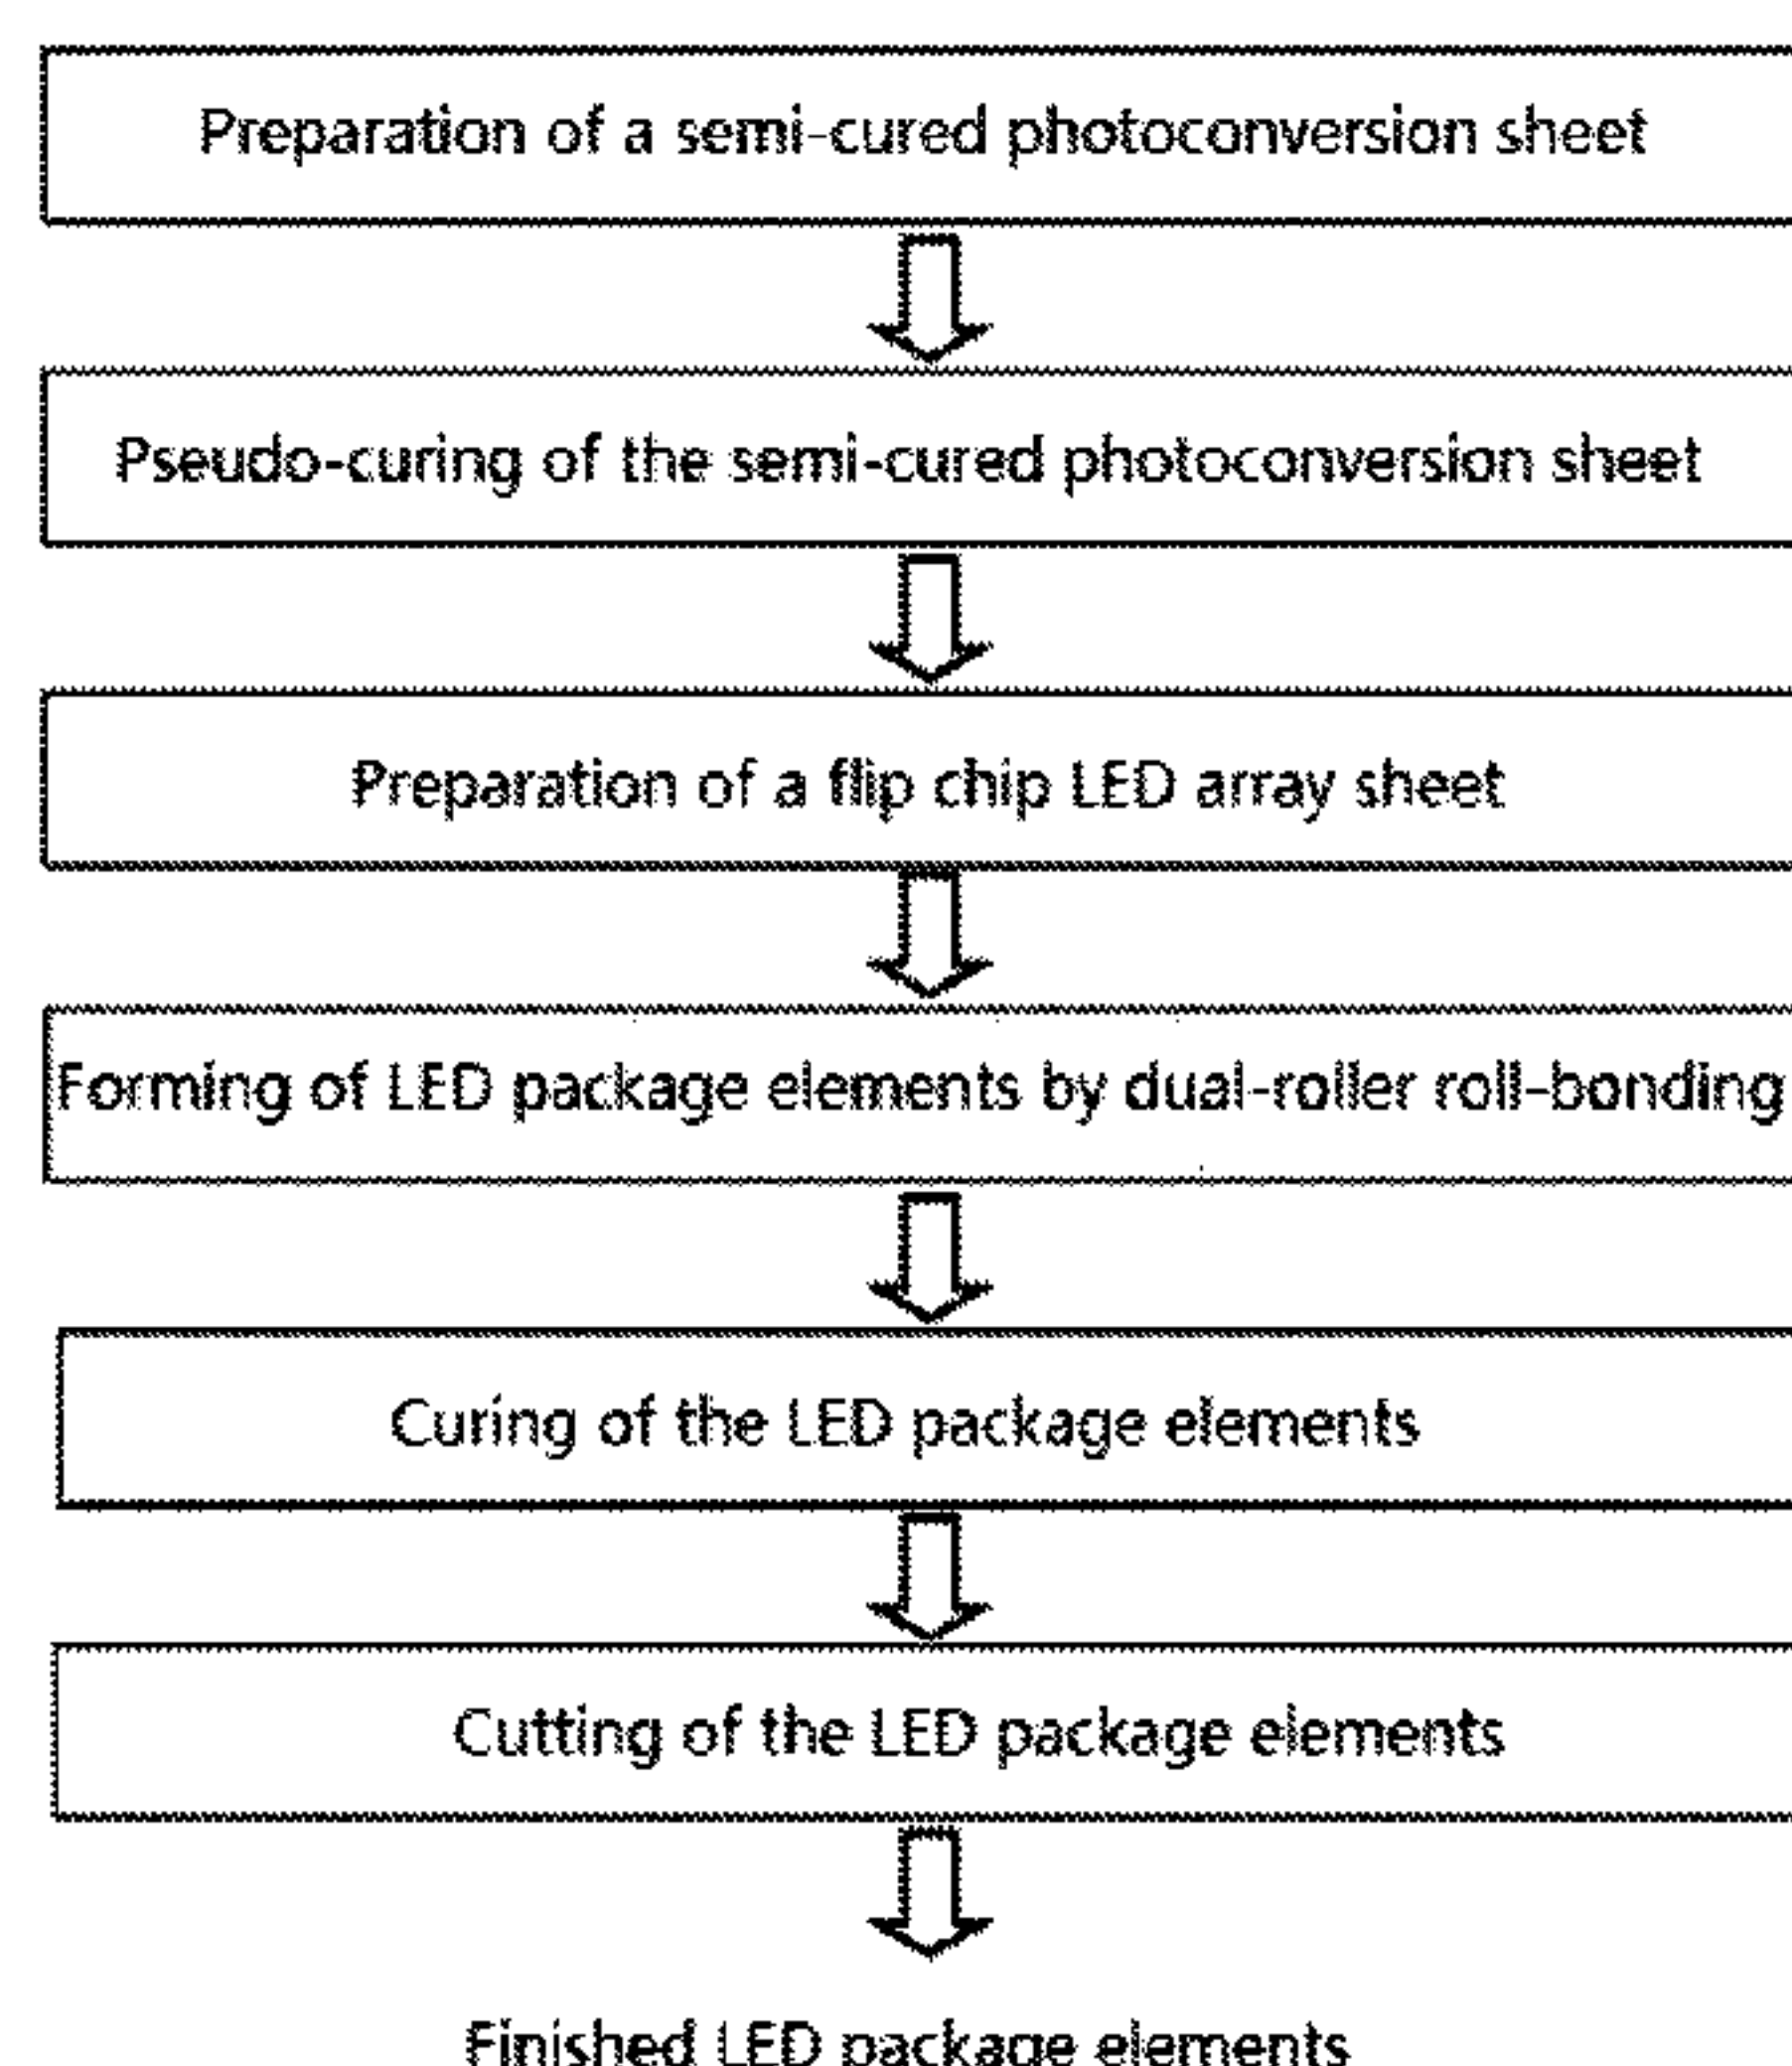 Preparation of a semi-cured photoconversion sheet
Pseudo-curing of the semi-cured photoconversion sheet
Preparation of a flip chip LED array sheet
Forming of LED package elements by dual-roller roll-bonding
Curing of the LED package elements
Cutting of the LED package elements
Finished LED package elements